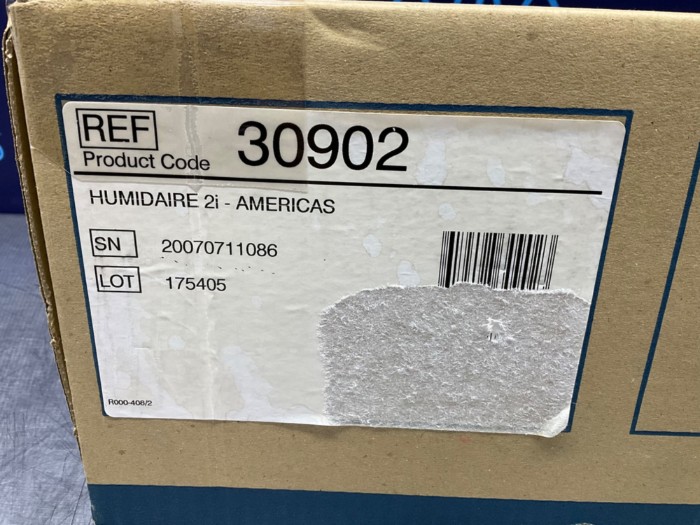 REF
Product Code 30902
HUMIDAIRE 2i - AMERICAS
SN 20070711086
LOT 175405
R000-408/2